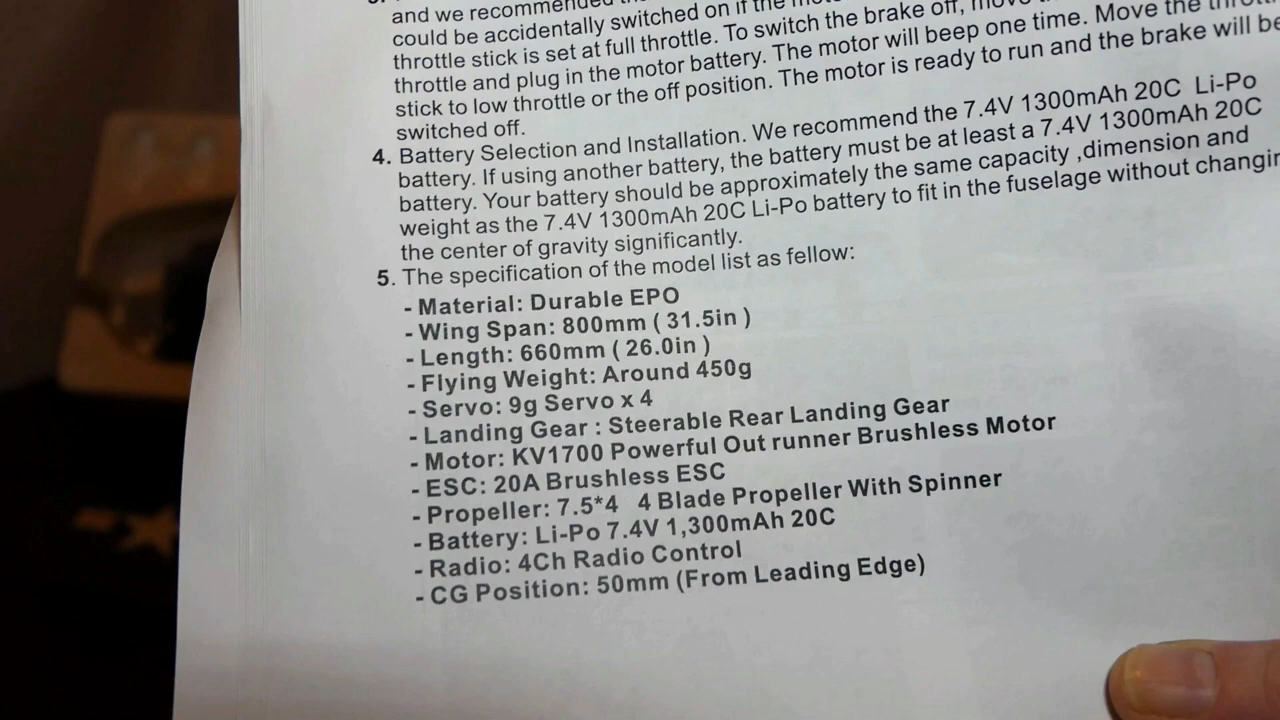 and we recommended
could be accidentally switched on if the
throttle stick is set at full throttle. To switch the brake off,
throttle and plug in the motor battery. The motor will beep one time. Move the
stick to low throttle or the off position. The motor is ready to run and the brake will be
switched off.
4. Battery Selection and Installation. We recommend the 7.4V 1300mAh 20C Li-Po
battery. If using another battery, the battery must be at least a 7.4V 1300mAh 20C
battery. Your battery should be approximately the same capacity ,dimension and
weight as the 7.4V 1300mAh 20C Li-Po battery to fit in the fuselage without
the center of gravity significantly.
5. The specification of the model list as fellow:
- Material: Durable EPO
- Wing Span: 800mm ( 31.5in )
- Length: 660mm ( 26.0in )
- Flying Weight: Around 450g
- Servo: 9g Servo x 4
- Landing Gear : Steerable Rear Landing Gear
- Motor: KV1700 Powerful Out runner Brushless Motor
- ESC: 20A Brushless ESC
- Propeller: 7.5*4 4 Blade Propeller With Spinner
- Battery: Li-Po 7.4V 1,300mAh 20C
- Radio: 4Ch Radio Control
- CG Position: 50mm (From Leading Edge)